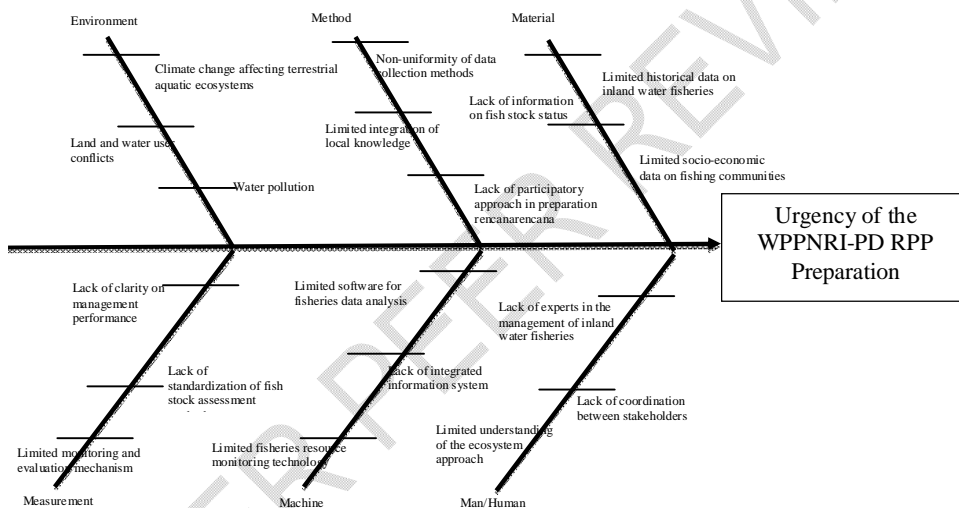 Environment
Method
Material
Climate change affecting terrestrial
aquatic ecosystems
Land and water user
conflicts
Water pollution
Non-uniformity of data
collection methods
Limited integration of
local knowledge
Lack of participatory
approach in preparation
rencanarencana
Limited historical data on
inland water fisheries
Lack of information
on fish stock status
Limited socio-economic
data on fishing communities
Urgency of the
WPPNRI-PD RPP
Preparation
Lack of clarity on
management
performance
Lack of
standardization of fish
stock assessment
Limited monitoring and
evaluation mechanism
Measurement
Limited software for
fisheries data analysis
Lack of integrated
information system
Limited fisheries resource
monitoring technology
Machine
Lack of experts in the
management of inland
water fisheries
Lack of coordination
between stakeholders
Limited understanding
of the ecosystem
approach
Man/Human